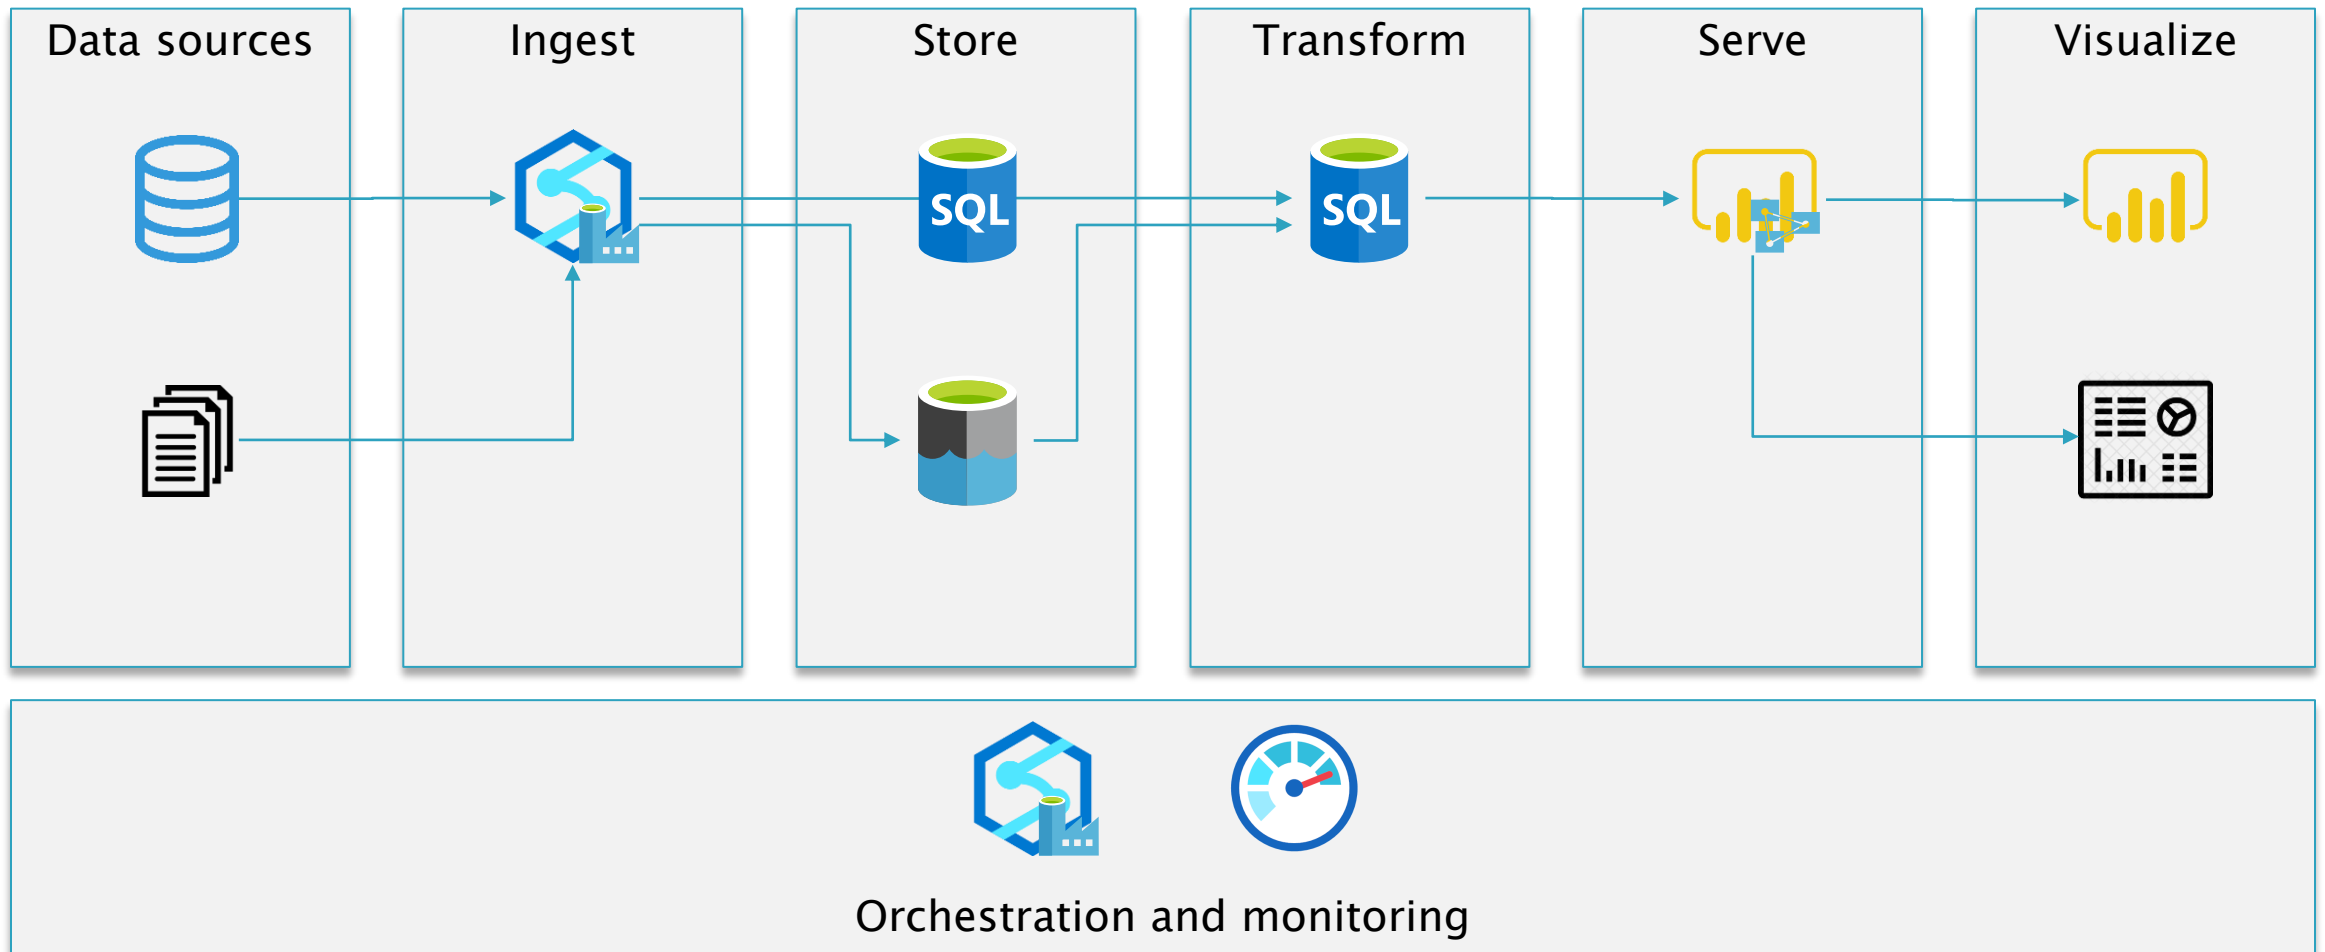 Data sources
Ingest
Store
Transform
Serve
Visualize
SQL
SQL
Orchestration and monitoring